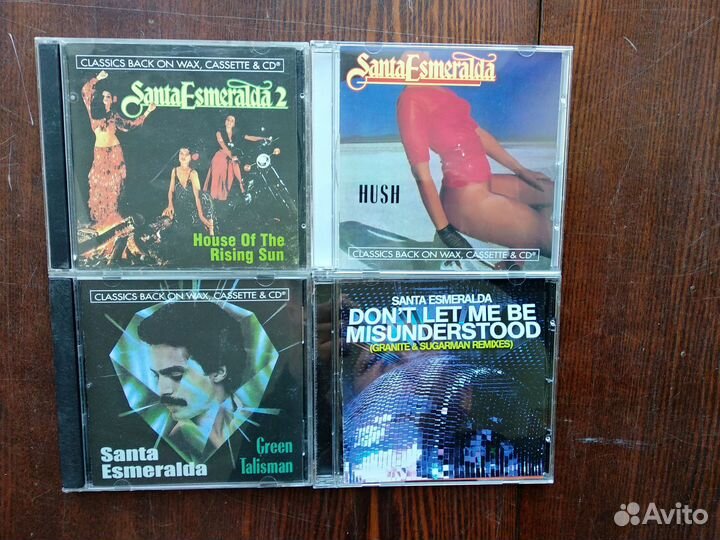 CLASSICS BACK ON WAX, CASSETTE & CD®
Santa Esmeralda 2
House Of The
Rising Sun
Santa Esmeralda
HUSH
CLASSICS BACK ON WAX, CASSETTE & CD®
CLASSICS BACK ON WAX, CASSETTE & CD®
Santa
Esmeralda
Green
Talisman
SANTA ESMERALDA
DON'T LET ME BE
MISUNDERSTOOD
(GRANITE & SUGARMAN REMIXES)
Avito